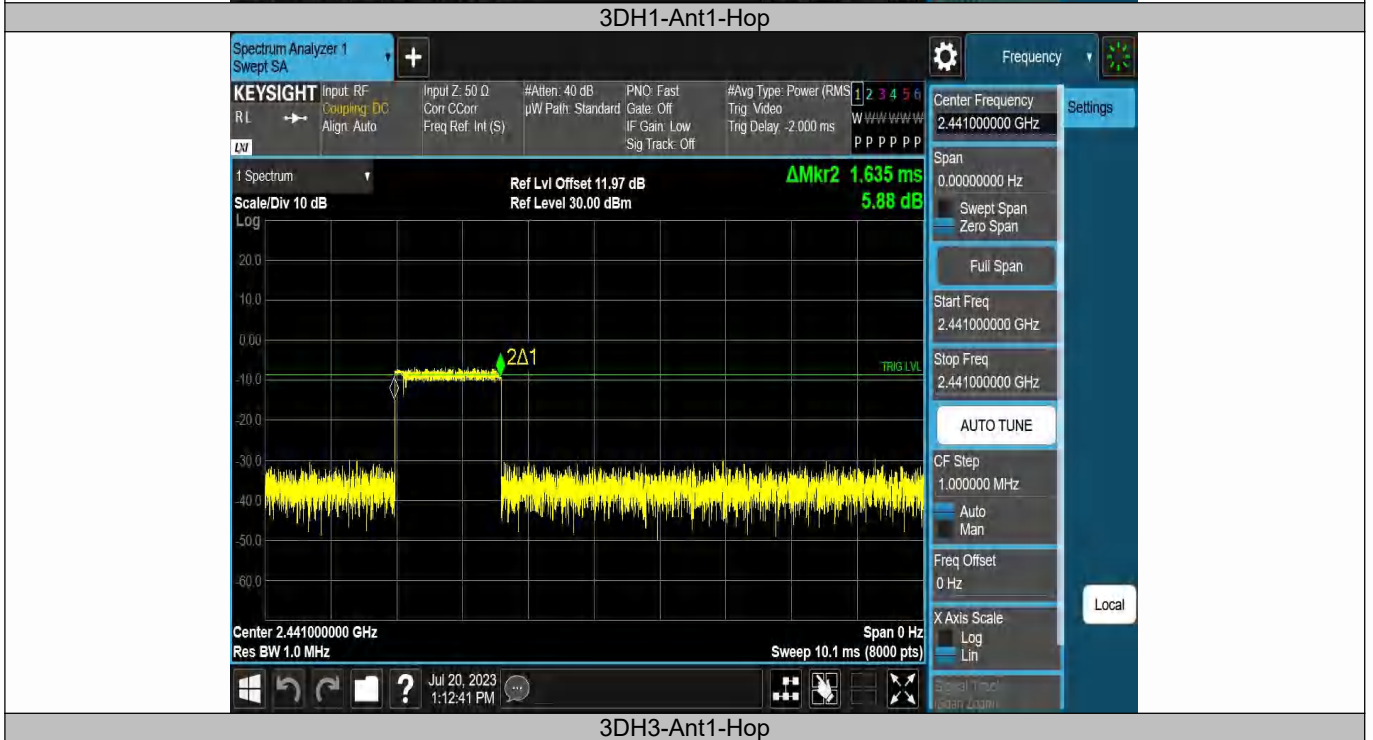 3DH1-Ant1-Hop
Spectrum Analyzer 1
Swept SA
+
Frequency
KEYSIGHT
RL
LXI
Input: RF
Coupling: DC
Align: Auto
Input Z: 50 Ω
Corr CCorr
Freq Ref: Int (S)
#Atten: 40 dB
µW Path: Standard
PNO: Fast
Gate: Off
IF Gain: Low
Sig Track: Off
#Avg Type: Power (RMS
Trig: Video
Trig Delay: -2.000 ms
1 2 3 4 5 6
W W W W W W
P P P P P P
Center Frequency
2.441000000 GHz
Settings
1 Spectrum
Scale/Div 10 dB
Ref Lvl Offset 11.97 dB
Ref Level 30.00 dBm
ΔMkr2 1.635 ms
5.88 dB
Span
0.00000000 Hz
Swept Span
Zero Span
Full Span
Start Freq
2.441000000 GHz
Stop Freq
2.441000000 GHz
AUTO TUNE
CF Step
1.000000 MHz
Auto
Man
Freq Offset
0 Hz
X Axis Scale
Log
Lin
Local
Log
20.0
10.0
0.00
-10.0
-20.0
-30.0
-40.0
-50.0
-60.0
2Δ1
TRIG LVL
Center 2.441000000 GHz
Res BW 1.0 MHz
Span 0 Hz
Sweep 10.1 ms (8000 pts)
?
Jul 20, 2023
1:12:41 PM
3DH3-Ant1-Hop